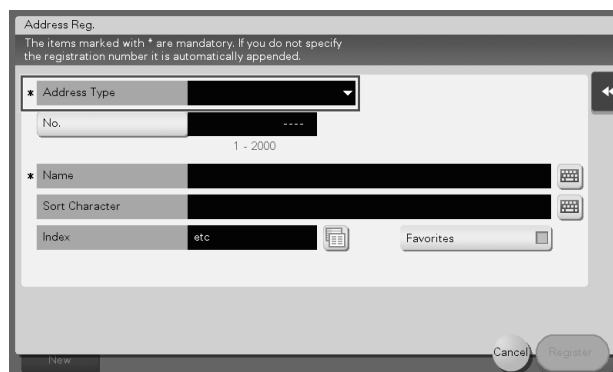 Address Reg.
The items marked with * are mandatory. If you do not specify
the registration number it is automatically appended.
* Address Type
No. ----
1 - 2000
* Name
Sort Character
Index etc Favorites
Cancel Register
New